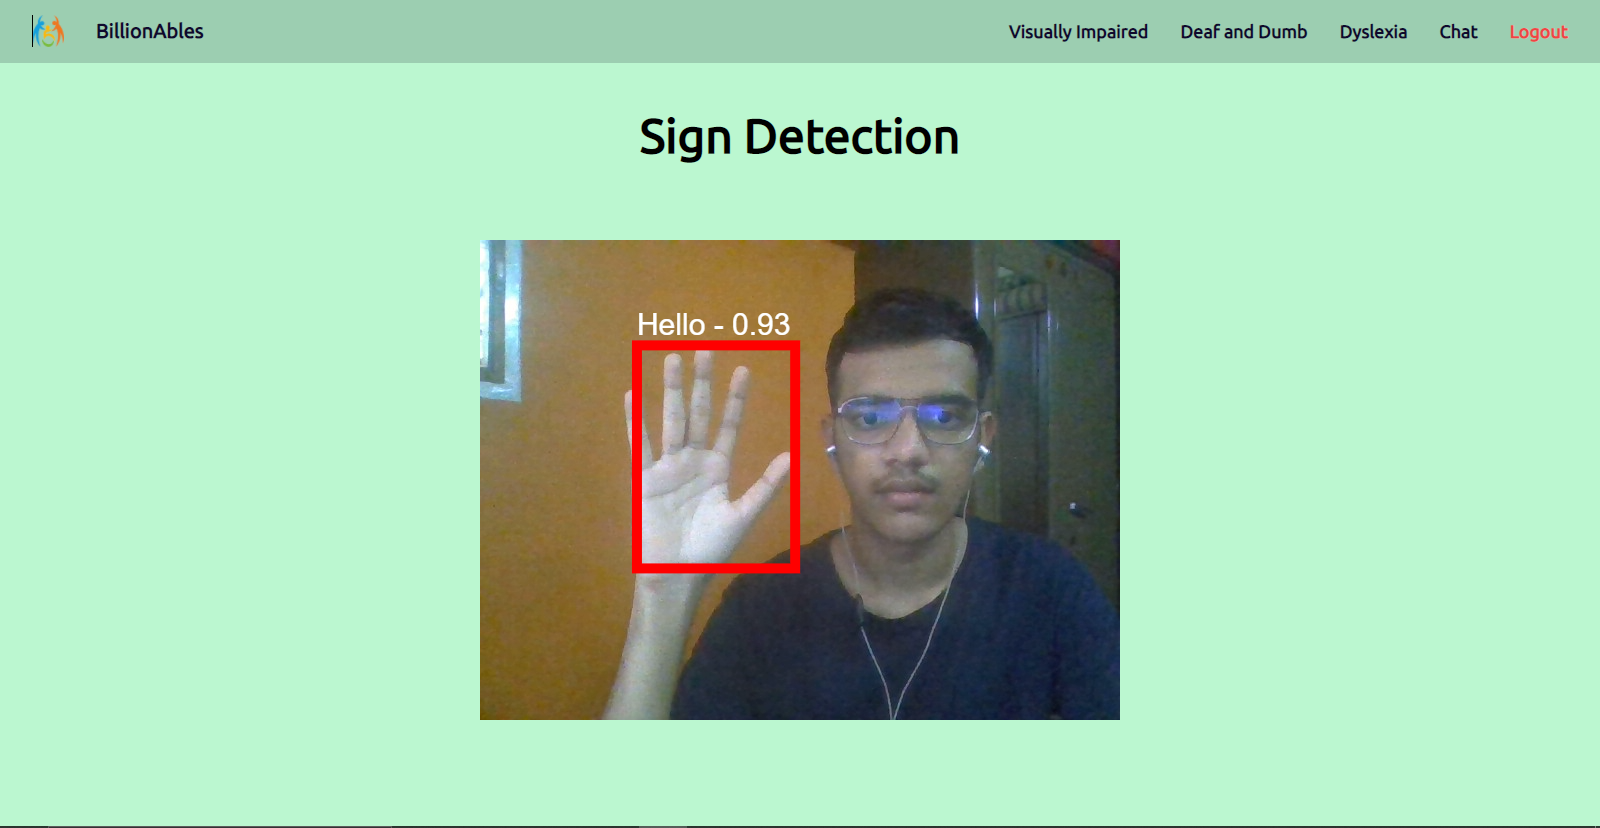 BillionAbles
Visually Impaired
Deaf and Dumb
Dyslexia
Chat
Logout
Sign Detection
Hello - 0.93